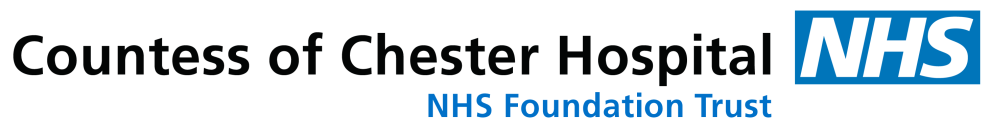 Countess of Chester Hospital NHS
NHS Foundation Trust